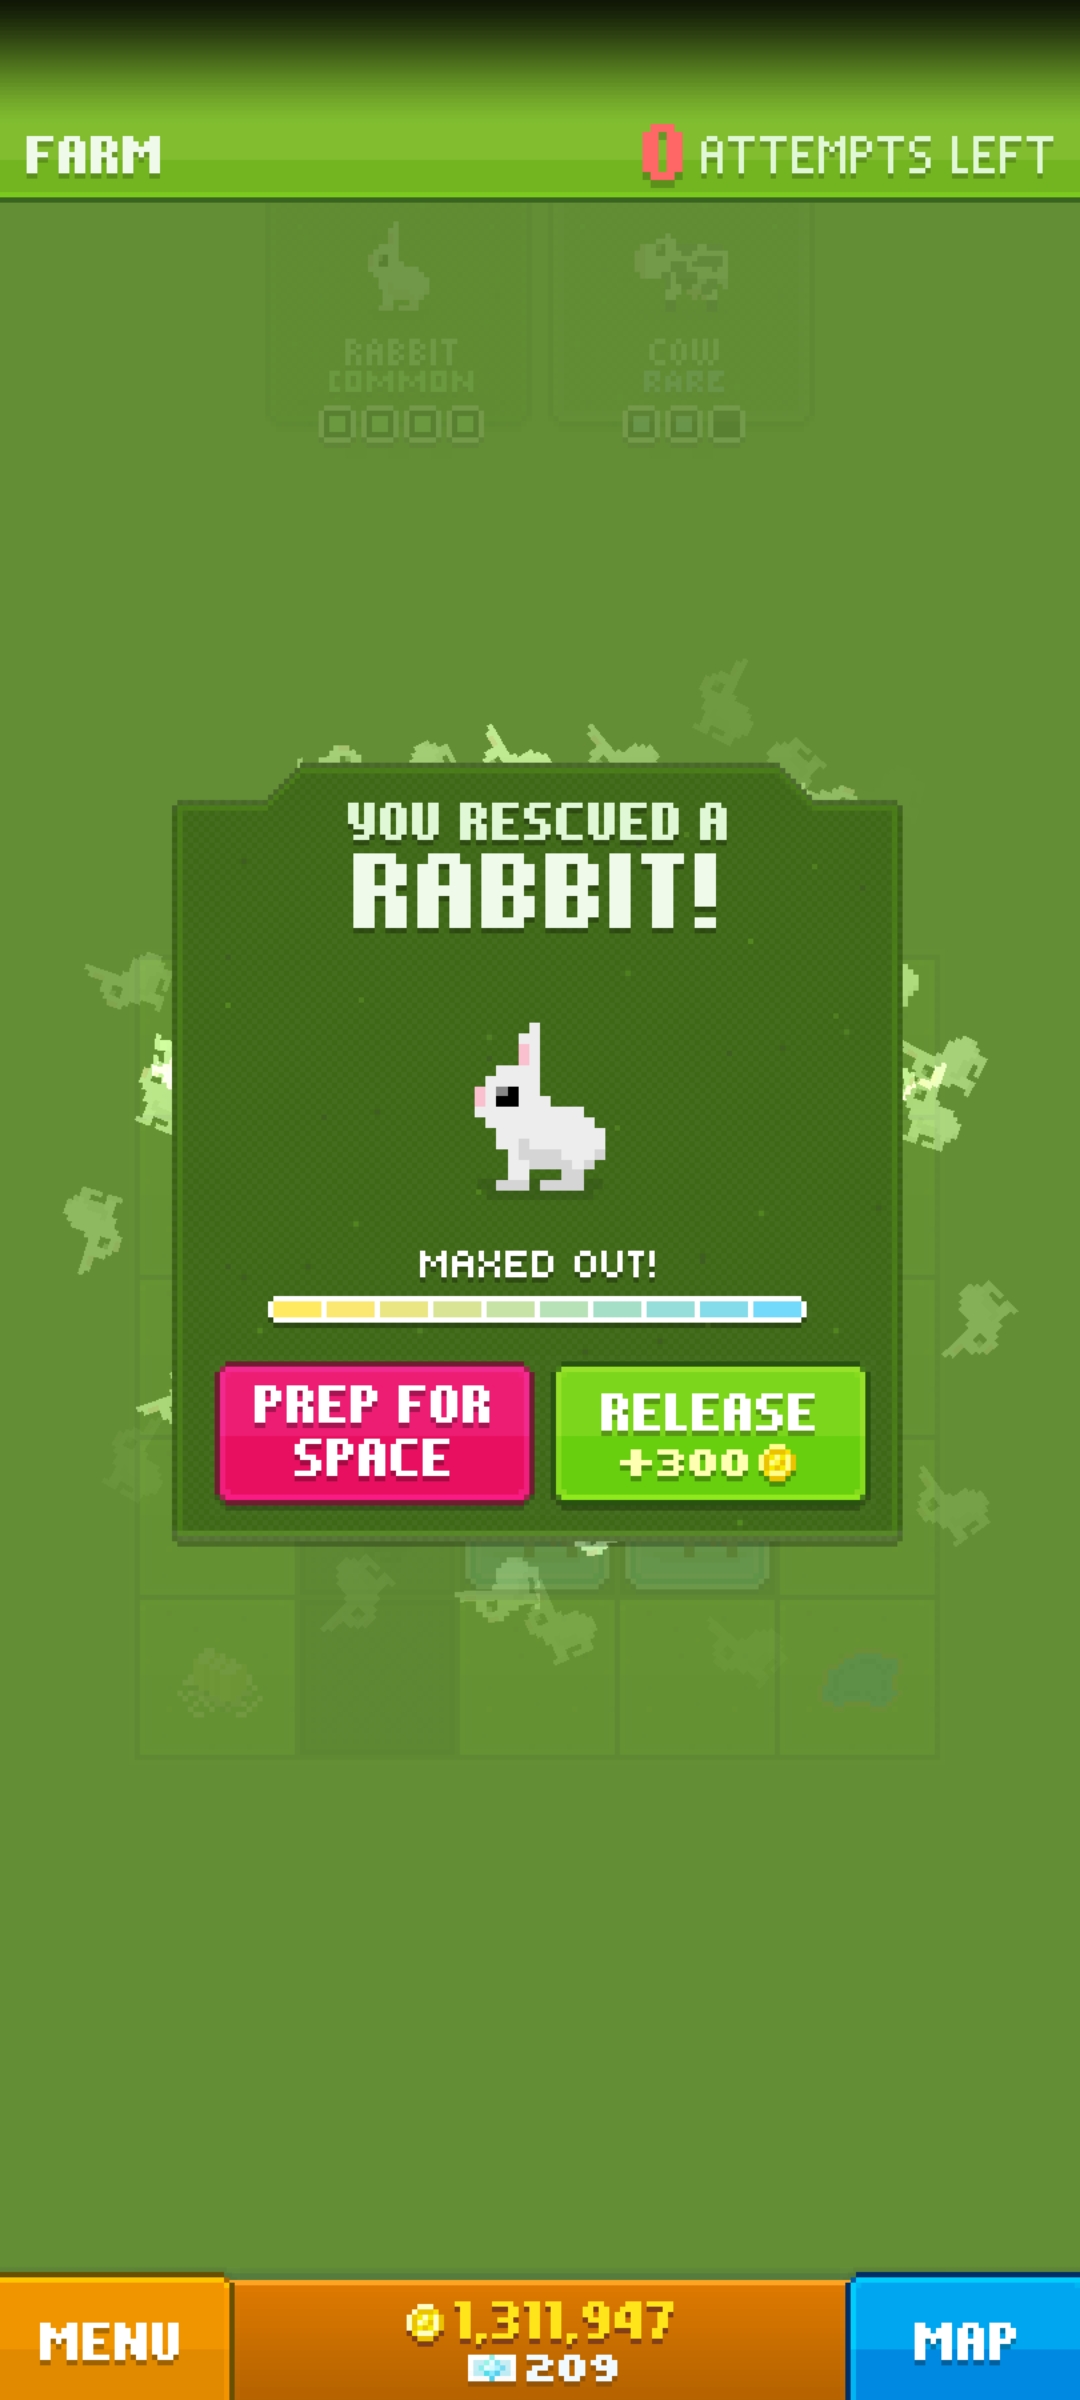 FARM
0 ATTEMPTS LEFT
RABBIT
COMMON
COW
RARE
YOU RESCUED A
RABBIT!
MAXED OUT!
PREP FOR
SPACE
RELEASE
+300
MENU
1,311,947
209
MAP